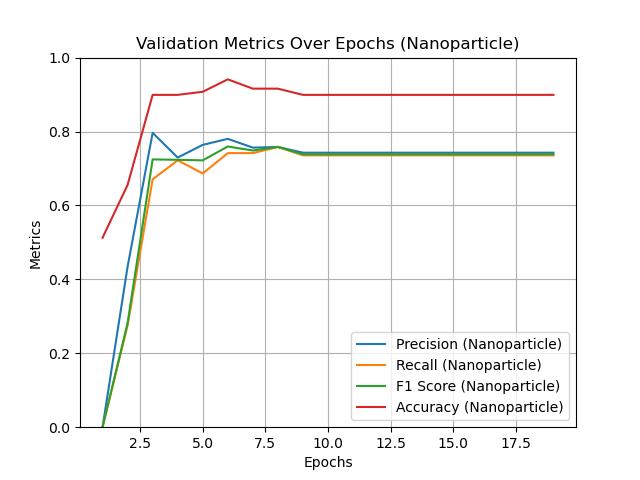 Validation Metrics Over Epochs (Nanoparticle)
1.0
0.8
0.6
0.4
0.2
0.0
Metrics
Precision (Nanoparticle)
Recall (Nanoparticle)
F1 Score (Nanoparticle)
Accuracy (Nanoparticle)
2.5 5.0 7.5 10.0 12.5 15.0 17.5
Epochs